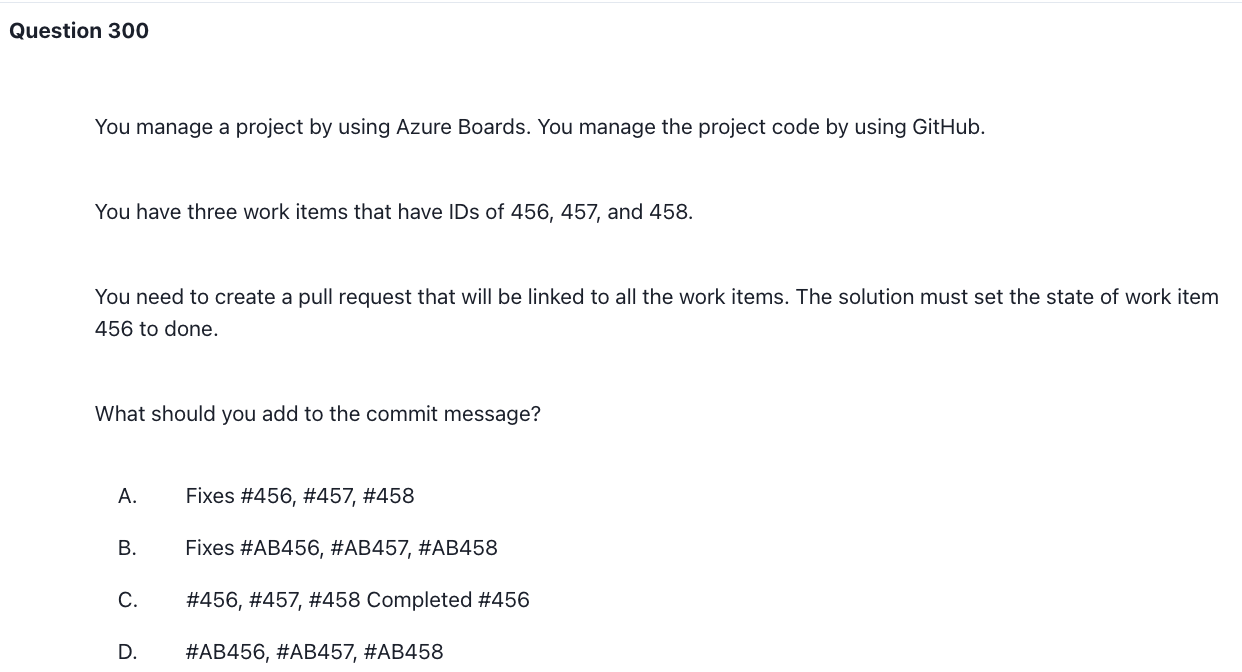 Question 300
You manage a project by using Azure Boards. You manage the project code by using GitHub.
You have three work items that have IDs of 456, 457, and 458.
You need to create a pull request that will be linked to all the work items. The solution must set the state of work item
456 to done.
What should you add to the commit message?
A. Fixes #456, #457, #458
B. Fixes #AB456, #AB457, #AB458
C. #456, #457, #458 Completed #456
D. #AB456, #AB457, #AB458